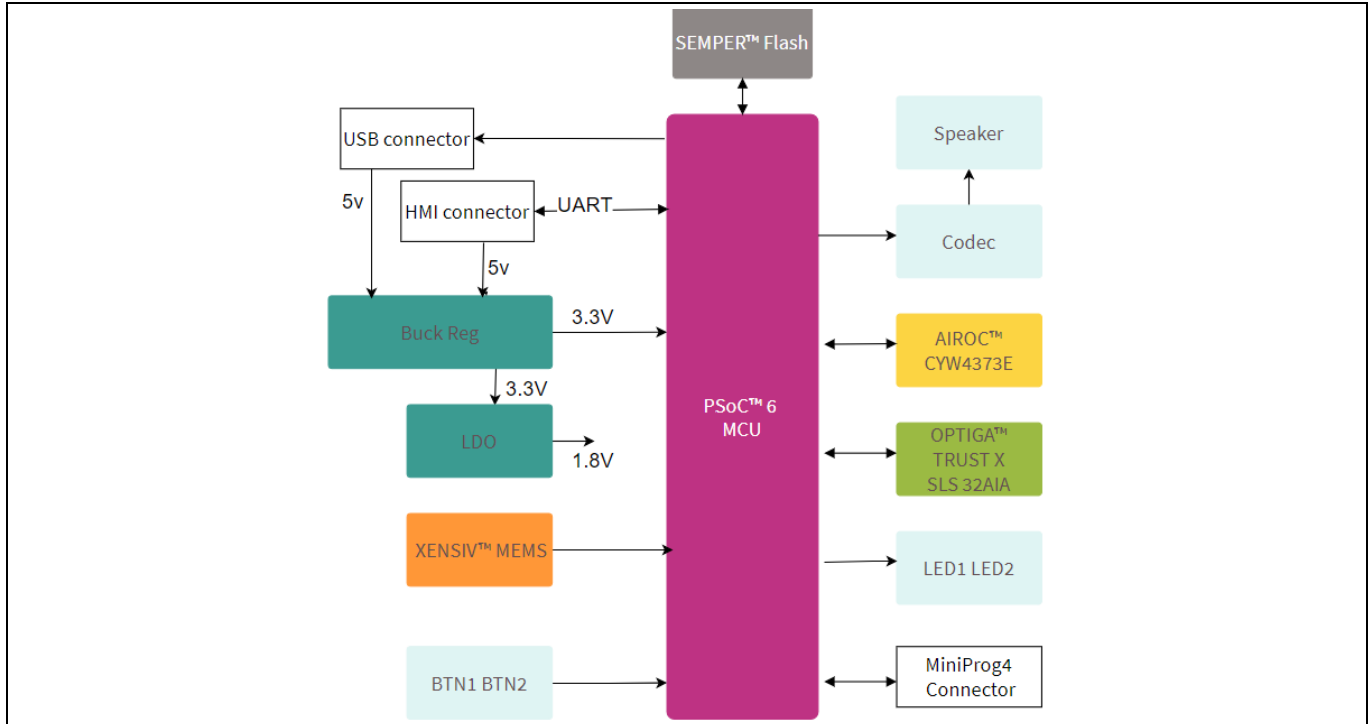 SEMPER™ Flash
USB connector
Speaker
5v
HMI connector
UART
Codec
5v
Buck Reg
3.3V
AIROC™
CYW4373E
3.3V
PSoC™ 6
MCU
LDO
1.8V
OPTIGA™
TRUST X
SLS 32AIA
XENSIV™ MEMS
LED1 LED2
BTN1 BTN2
MiniProg4
Connector